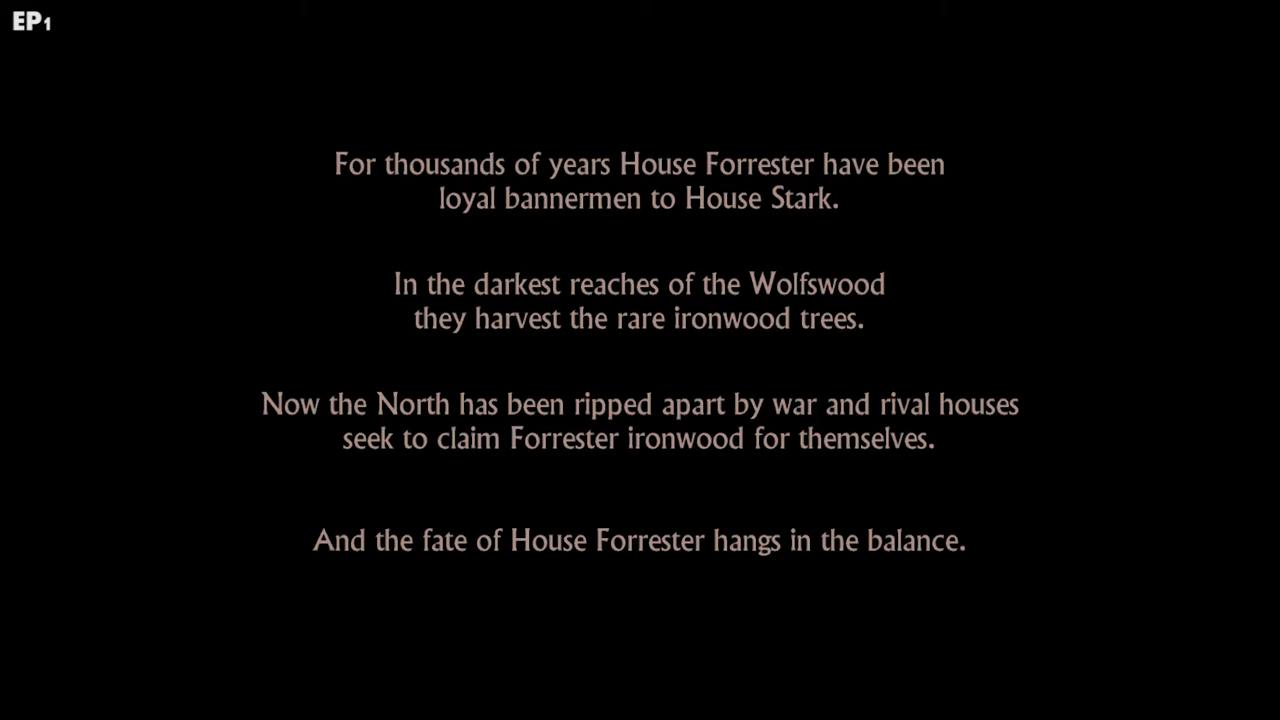 EP1
For thousands of years House Forrester have been
loyal bannermen to House Stark.
In the darkest reaches of the Wolfswood
they harvest the rare ironwood trees.
Now the North has been ripped apart by war and rival houses
seek to claim Forrester ironwood for themselves.
And the fate of House Forrester hangs in the balance.